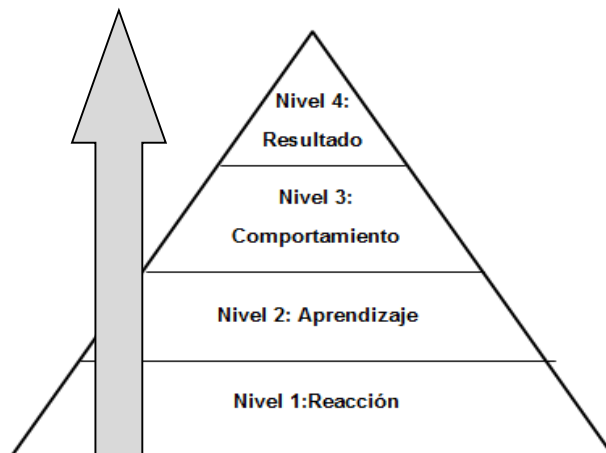 Nivel 4:
Resultado
Nivel 3:
Comportamiento
Nivel 2: Aprendizaje
Nivel 1:Reacción